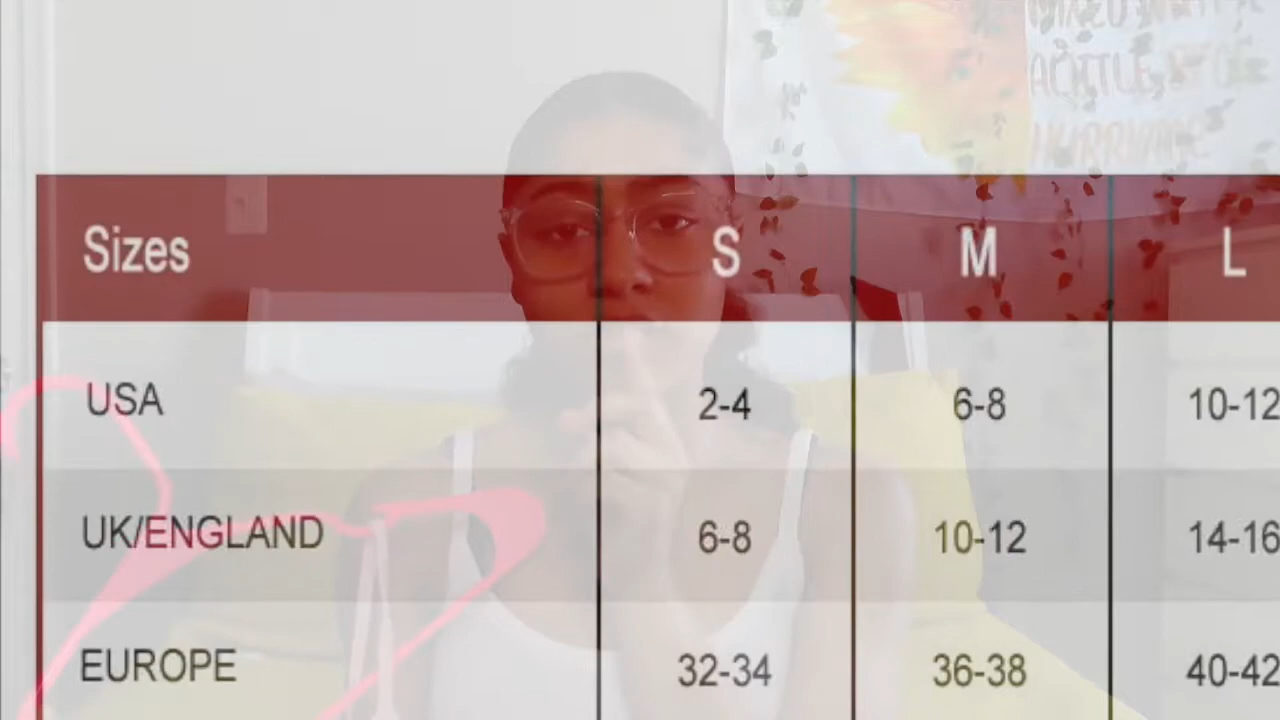 Sizes S M L
USA 2-4 6-8 10-12
UK/ENGLAND 6-8 10-12 14-16
EUROPE 32-34 36-38 40-42